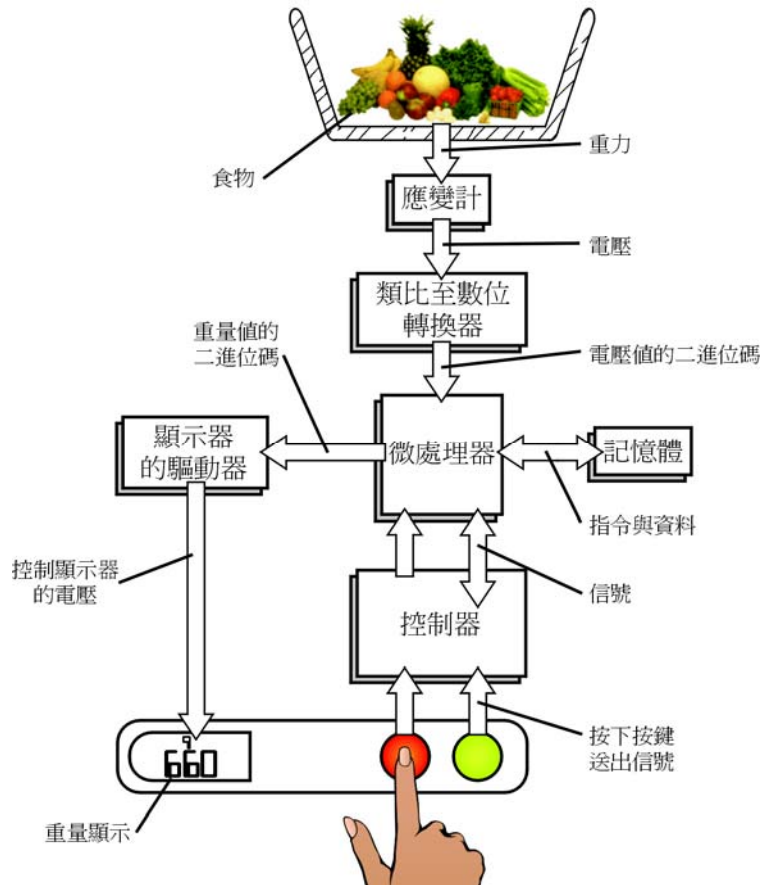 重力
食物
應變計
電壓
類比至數位
轉換器
重量值的
二進位碼
電壓值的二進位碼
顯示器
的驅動器
微處理器
記憶體
指令與資料
控制顯示器
的電壓
信號
控制器
g
660
按下按鍵
送出信號
重量顯示